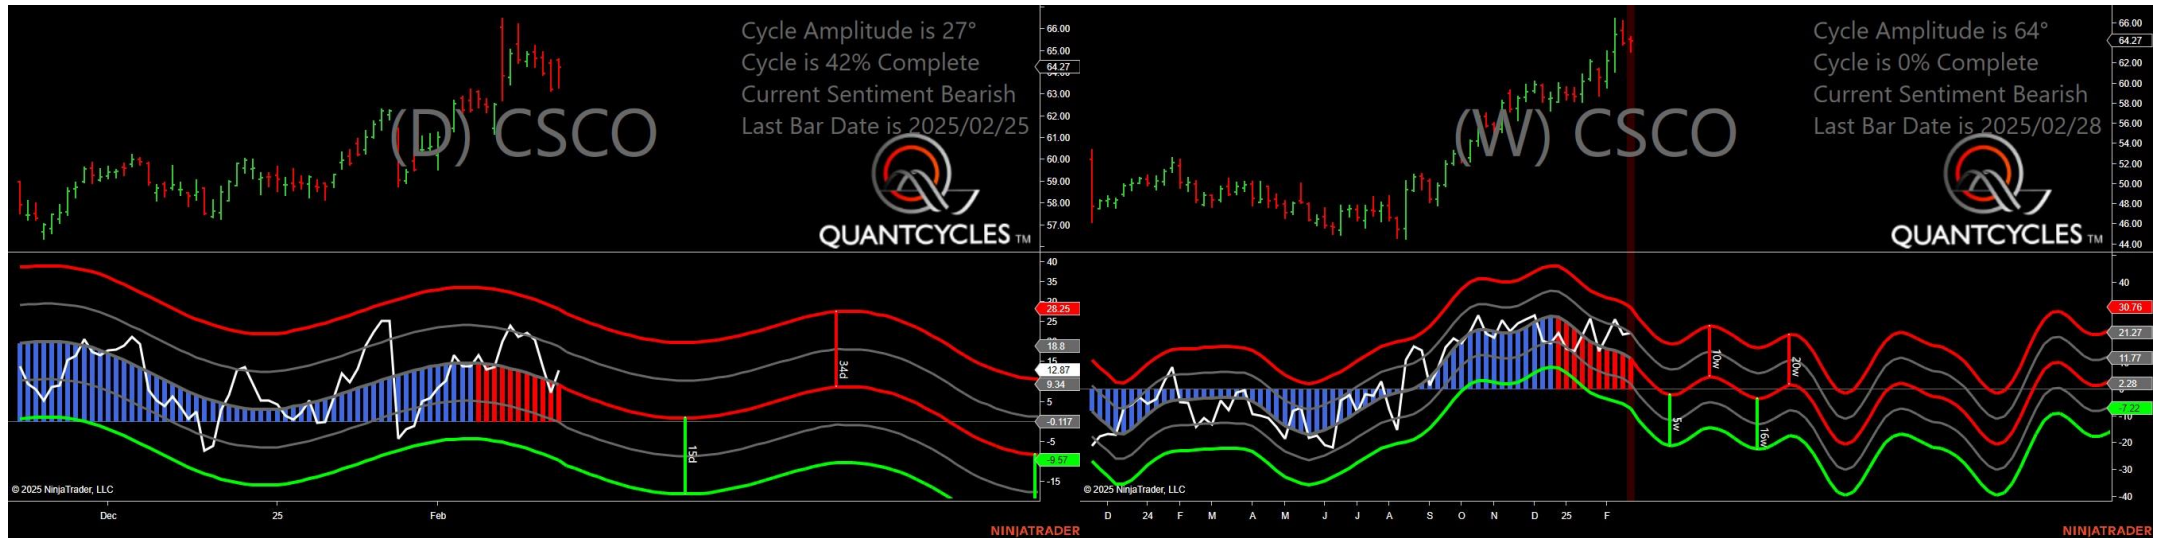 Cycle Amplitude is 27°
Cycle is 42% Complete
Current Sentiment Bearish
Last Bar Date is 2025/02/25
(D) CSCO
QUANTCYCLES TM
66.00
65.00
64.27
63.00
62.00
61.00
60.00
59.00
58.00
57.00
40
35
28.25
25
18.8
15
12.87
9.34
5
-0.117
-5
-9.57
-15
34d
15d
© 2025 NinjaTrader, LLC
Dec
25
Feb
NINJATRADER
Cycle Amplitude is 64°
Cycle is 0% Complete
Current Sentiment Bearish
Last Bar Date is 2025/02/28
(W) CSCO
QUANTCYCLES TM
66.00
64.27
62.00
60.00
58.00
56.00
54.00
52.00
50.00
48.00
46.00
44.00
40
30.76
21.27
11.77
2.28
-7.22
-20
-30
-40
10w
20w
5w
16w
© 2025 NinjaTrader, LLC
D 24 F M A M J J A S O N D 25 F
NINJATRADER